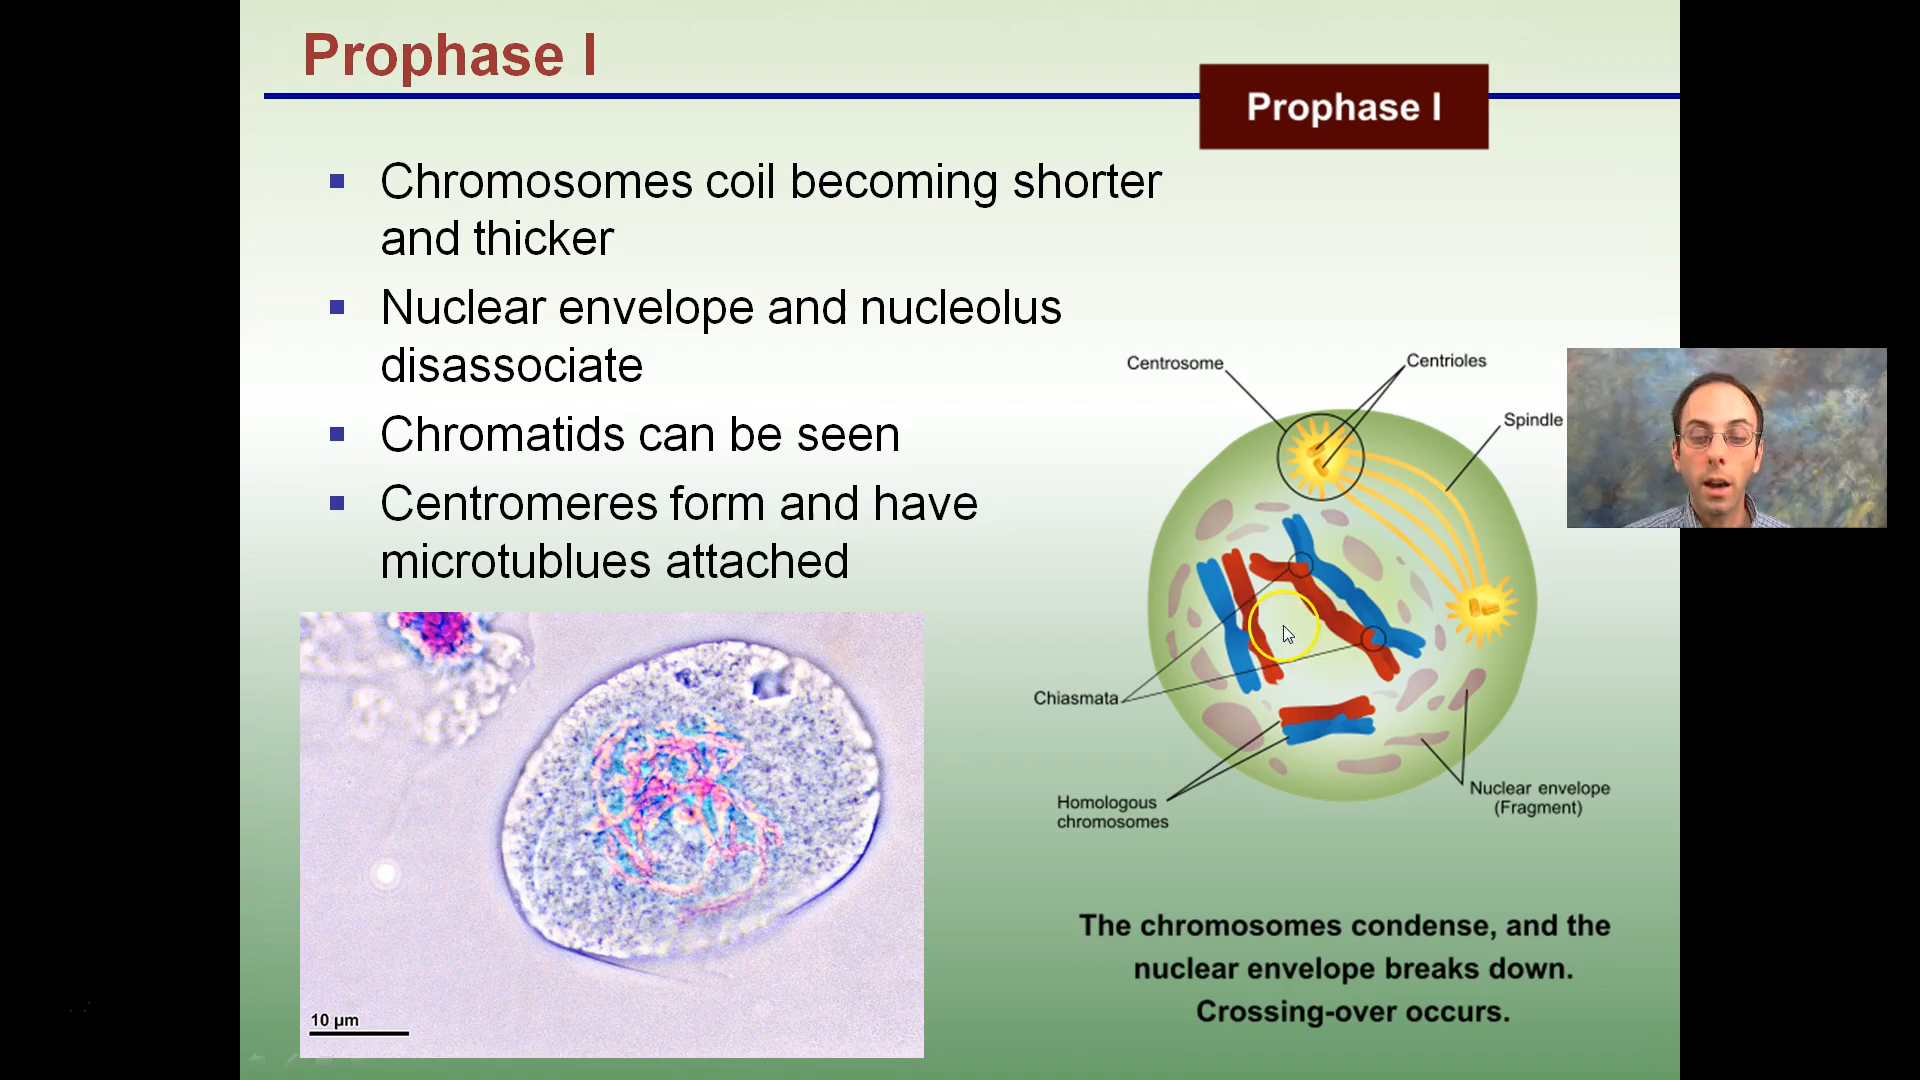 Prophase I
Prophase I
Chromosomes coil becoming shorter
and thicker
Nuclear envelope and nucleolus
disassociate
Chromatids can be seen
Centromeres form and have
microtublues attached
10 µm
Centrosome
Centrioles
Spindle
Chiasmata
Homologous
chromosomes
Nuclear envelope
(Fragment)
The chromosomes condense, and the
nuclear envelope breaks down.
Crossing-over occurs.